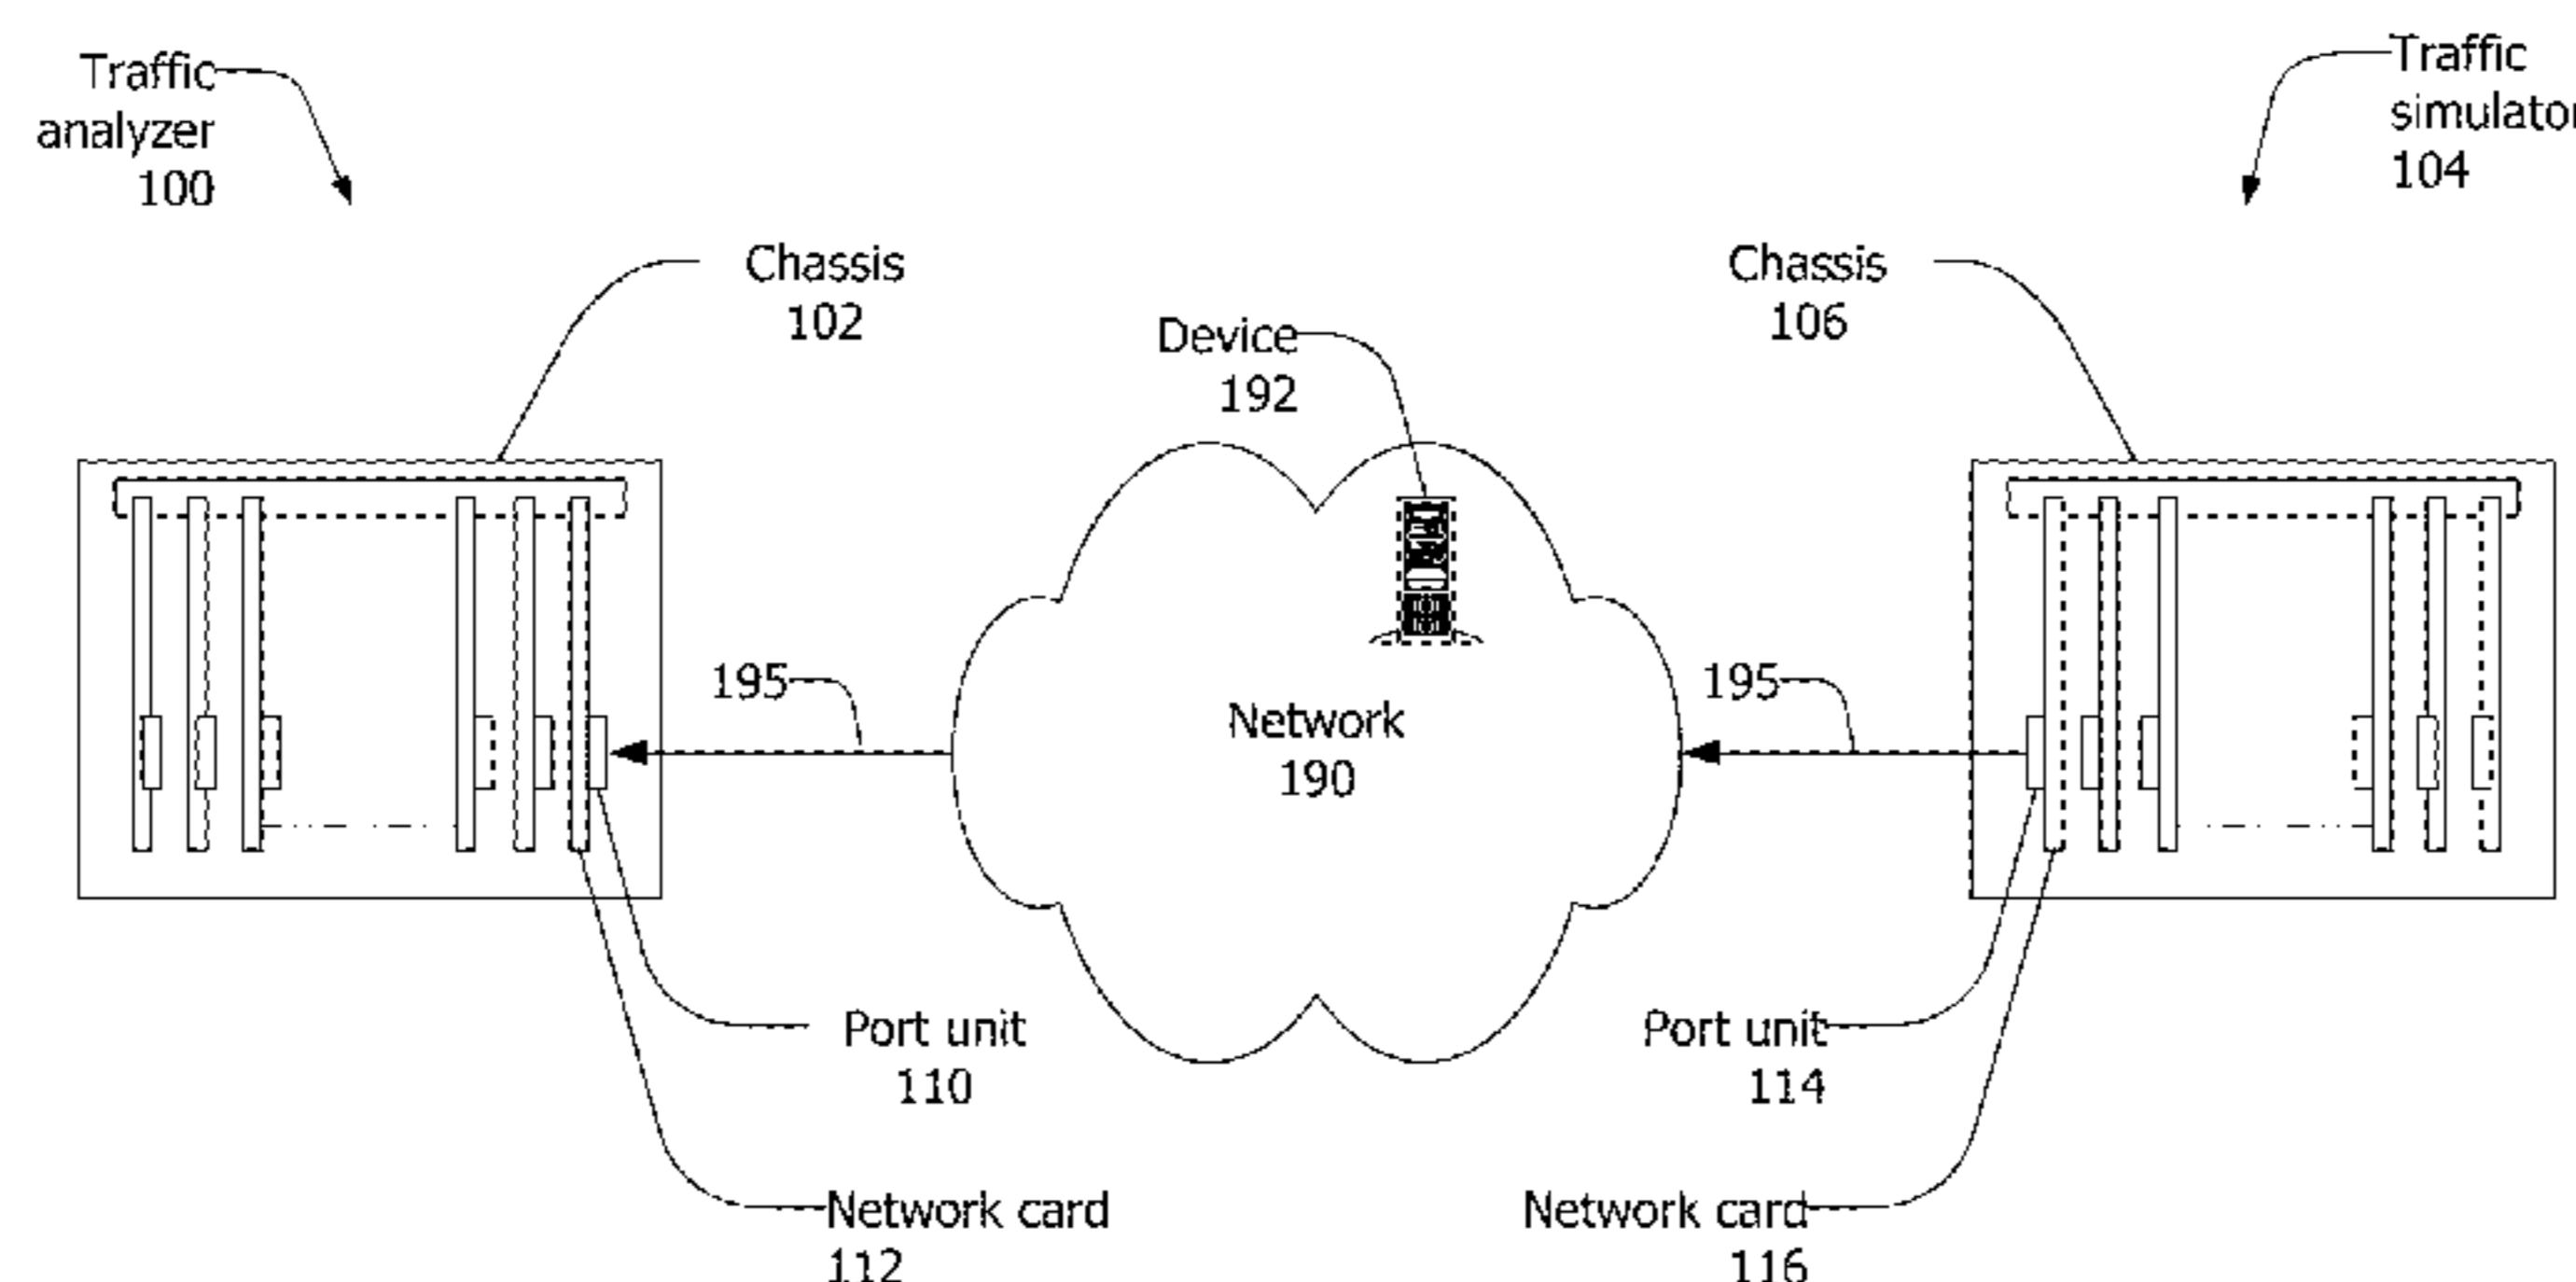 Traffic
analyzer
100
Traffic
simulator
104
Chassis
102
Chassis
106
Device
192
195
195
Network
190
Port unit
110
Port unit
114
Network card
112
Network card
116